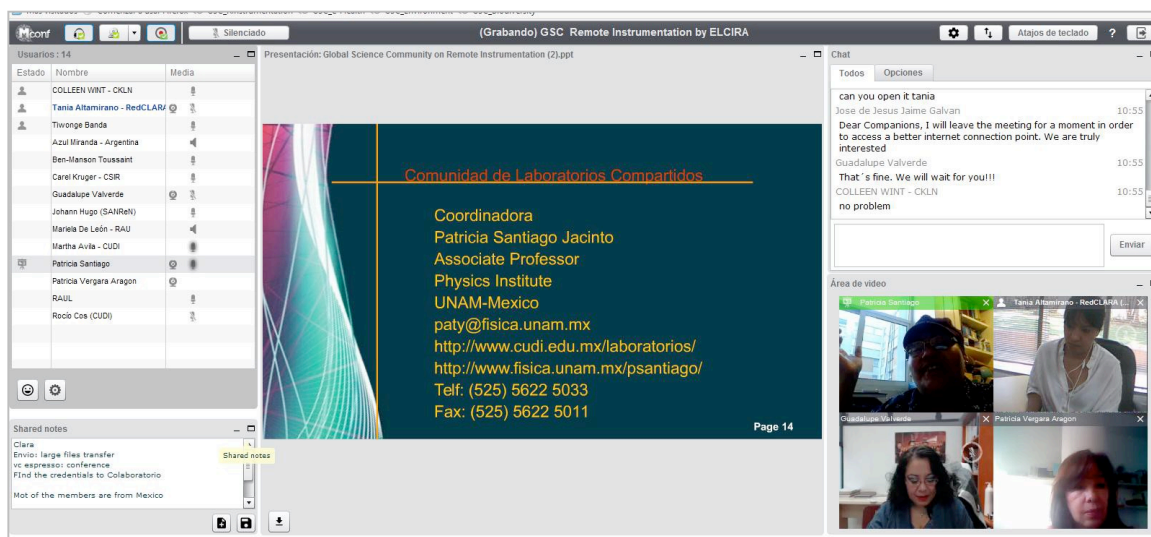 Mconf
Silenciado
(Grabando) GSC Remote Instrumentation by ELCIRA
Atajos de teclado
?
Usuarios : 14
Estado Nombre Media
COLLEEN WINT - CKLN
Tania Altamirano - RedCLARA
Tiwonge Banda
Azul Miranda - Argentina
Ben-Manson Toussaint
Carel Kruger - CSIR
Guadalupe Valverde
Johann Hugo (SANReN)
Mariela De León - RAU
Martha Avila - CUDI
Patricia Santiago
Patricia Vergara Aragon
RAUL
Rocío Cos (CUDI)
Shared notes
Clara
Envio: large files transfer
vc espresso: conference
FInd the credentials to Colaboratorio
Mot of the members are from Mexico
Shared notes
Presentación: Global Science Community on Remote Instrumentation (2).ppt
Comunidad de Laboratorios Compartidos
Coordinadora
Patricia Santiago Jacinto
Associate Professor
Physics Institute
UNAM-Mexico
paty@fisica.unam.mx
http://www.cudi.edu.mx/laboratorios/
http://www.fisica.unam.mx/psantiago/
Telf: (525) 5622 5033
Fax: (525) 5622 5011
Page 14
Chat
Todos Opciones
can you open it tania
Jose de Jesus Jaime Galvan 10:55
Dear Companions, I will leave the meeting for a moment in order
to access a better internet connection point. We are truly
interested
Guadalupe Valverde 10:55
That´s fine. We will wait for you!!!
COLLEEN WINT - CKLN 10:55
no problem
Enviar
Área de video
Patricia Santiago
Tania Altamirano - RedCLARA (...
Guadalupe Valverde
Patricia Vergara Aragon